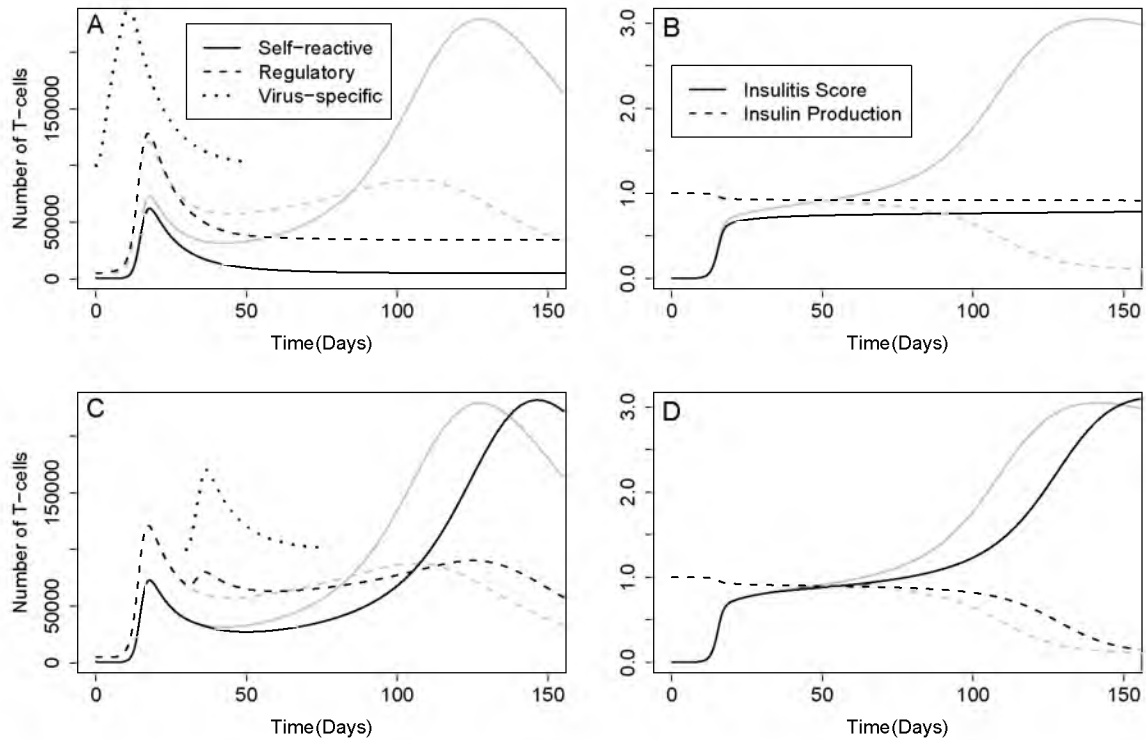 A
Self-reactive
Regulatory
Virus-specific
Number of T-cells
0
50000
150000
0
50
100
150
Time(Days)
B
Insulitis Score
Insulin Production
0.0
1.0
2.0
3.0
0
50
100
150
Time(Days)
C
Number of T-cells
0
50000
150000
0
50
100
150
Time(Days)
D
0.0
1.0
2.0
3.0
0
50
100
150
Time(Days)